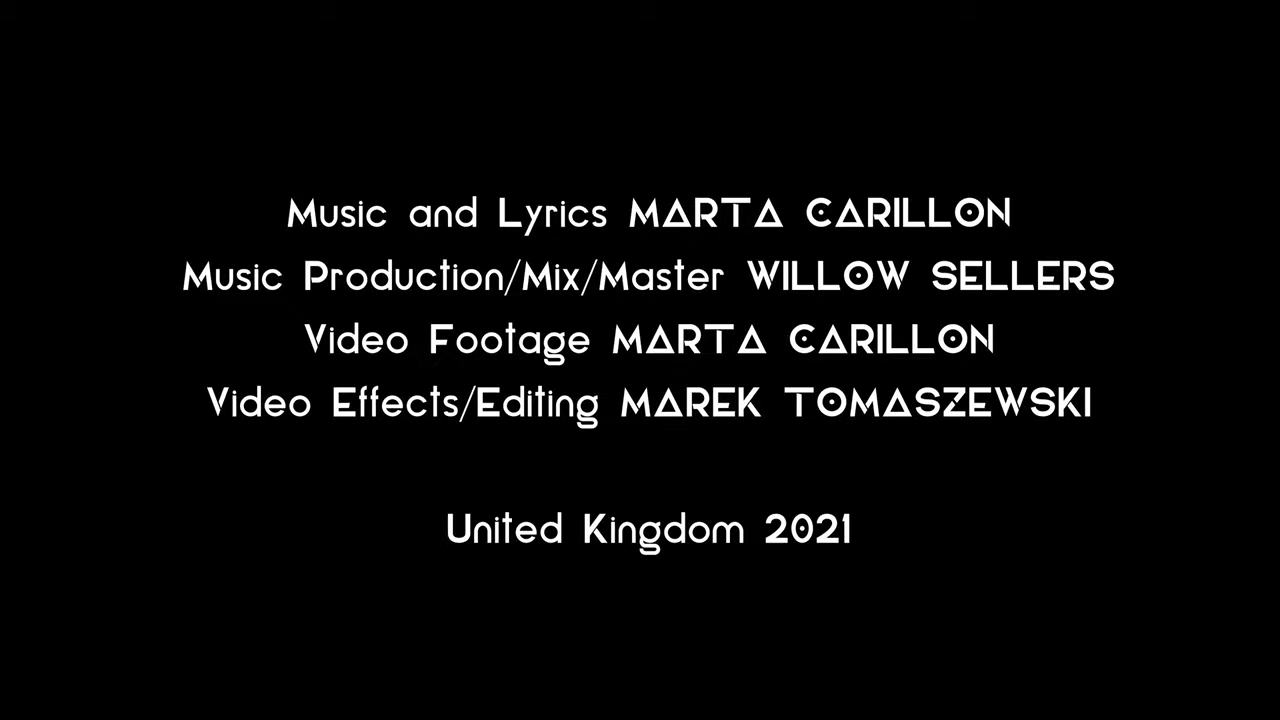 Music and Lyrics MARTA CARILLON
Music Production/Mix/Master WILLOW SELLERS
Video Footage MARTA CARILLON
Video Effects/Editing MAREK TOMASZEWSKI
United Kingdom 2021